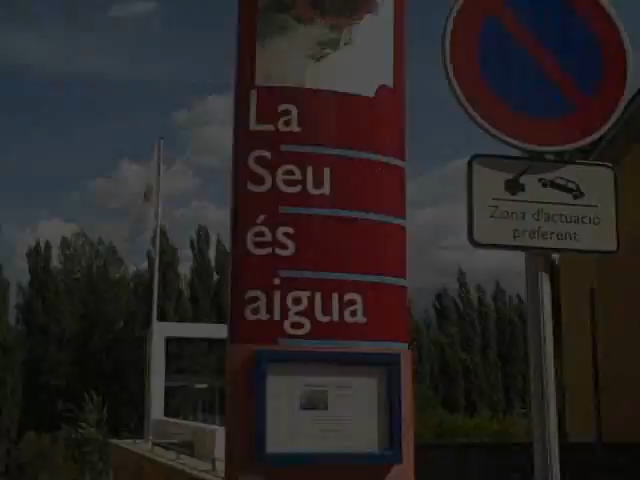 La
Seu
és
aigua
Zona d'actuació
preferent